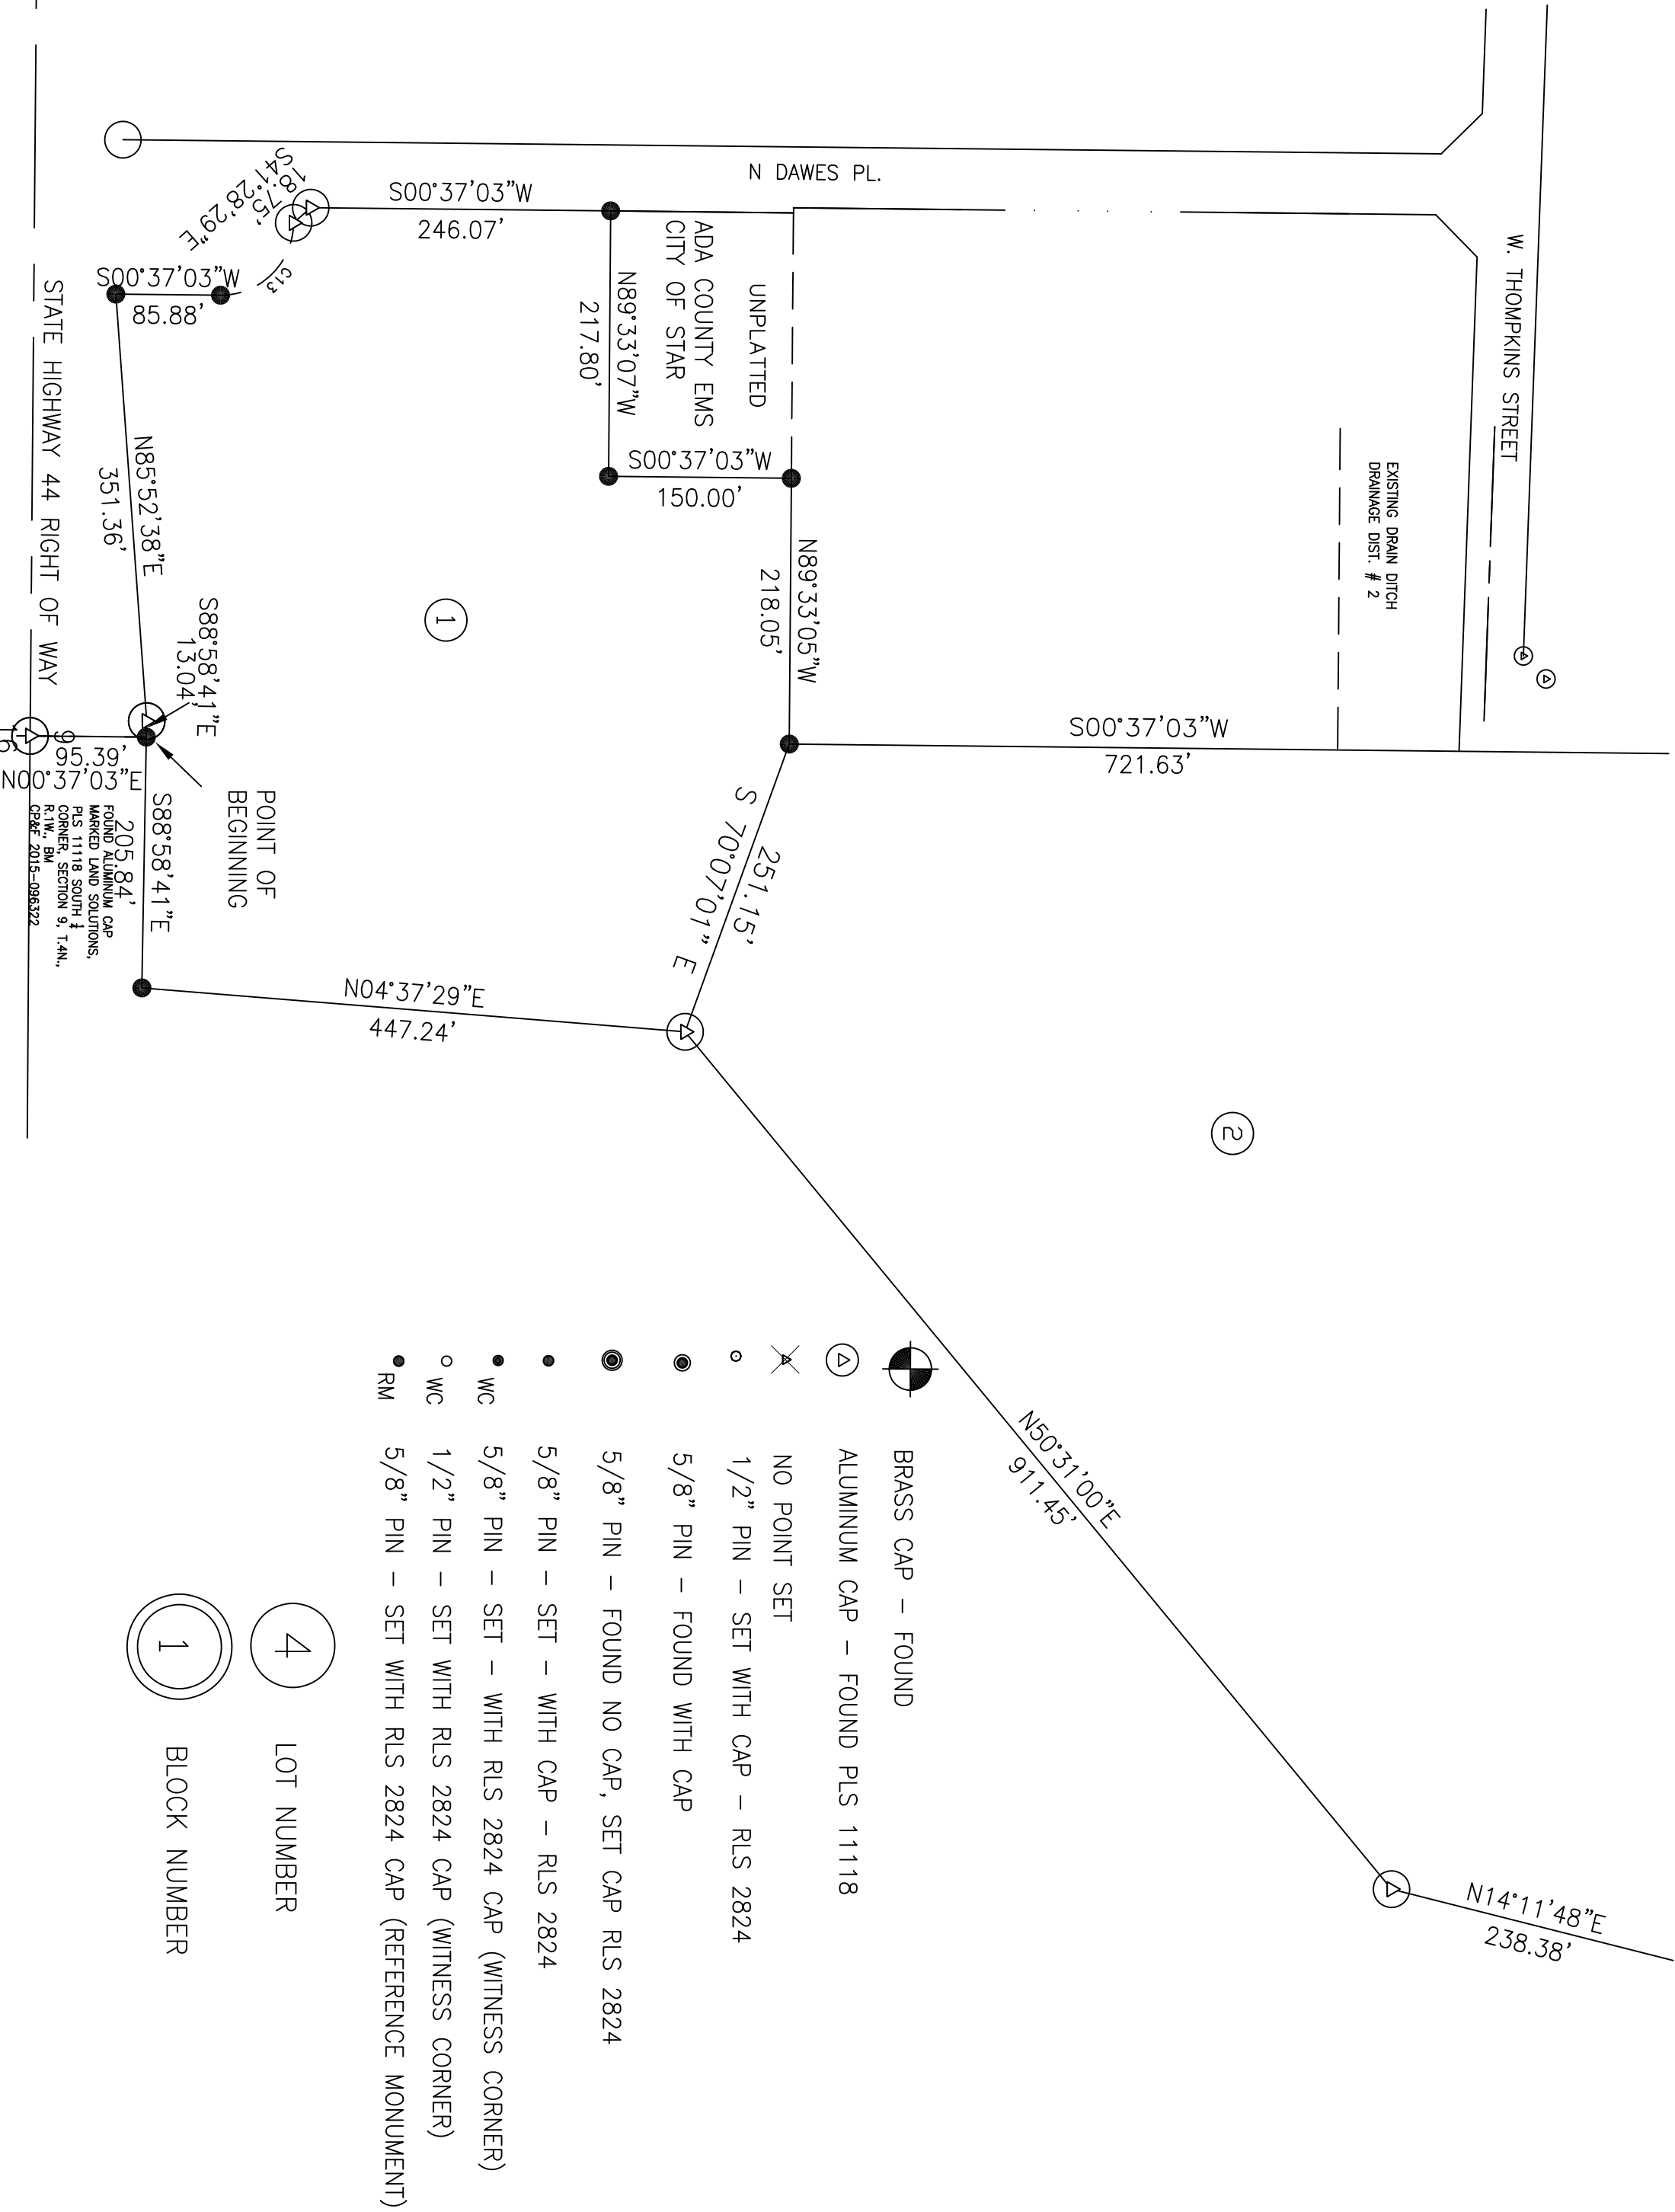 W. THOMPKINS STREET
EXISTING DRAIN DITCH
DRAINAGE DIST. # 2
N DAWES PL.
S00°37'03"W
721.63'
UNPLATTED
ADA COUNTY EMS
CITY OF STAR
N89°33'05"W
218.05'
S00°37'03"W
150.00'
N89°33'07"W
217.80'
S00°37'03"W
246.07'
18.75'
S41°28'29"E
C13
S00°37'03"W
85.88'
N85°52'38"E
351.36'
S88°58'41"E
13.04'
1
STATE HIGHWAY 44 RIGHT OF WAY
POINT OF
BEGINNING
9
95.39'
N00°37'03"E
S88°58'41"E
205.84'
FOUND ALUMINUM CAP
MARKED LAND SOLUTIONS,
PLS 11118 SOUTH ¼
CORNER, SECTION 9, T.4N.,
R.1W., BM
CP&F 2015-096322
N04°37'29"E
447.24'
251.15'
S 70°07'01" E
2
N50°31'00"E
911.45'
N14°11'48"E
238.38'
BRASS CAP - FOUND
ALUMINUM CAP - FOUND PLS 11118
NO POINT SET
1/2" PIN - SET WITH CAP - RLS 2824
5/8" PIN - FOUND WITH CAP
5/8" PIN - FOUND NO CAP, SET CAP RLS 2824
5/8" PIN - SET - WITH CAP - RLS 2824
WC 5/8" PIN - SET - WITH RLS 2824 CAP (WITNESS CORNER)
WC 1/2" PIN - SET WITH RLS 2824 CAP (WITNESS CORNER)
RM 5/8" PIN - SET WITH RLS 2824 CAP (REFERENCE MONUMENT)
4 LOT NUMBER
1 BLOCK NUMBER